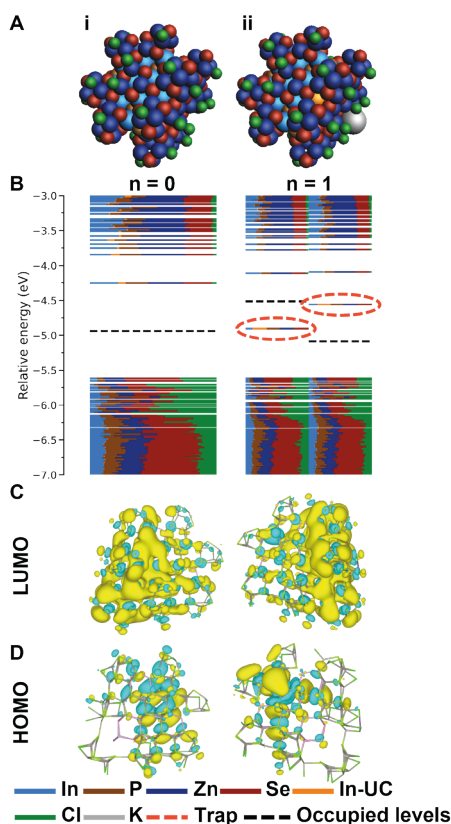 A i ii
B n = 0 n = 1
Relative energy (eV)
−3.0
−3.5
−4.0
−4.5
−5.0
−5.5
−6.0
−6.5
−7.0
C
LUMO
D
HOMO
In P Zn Se In-UC
Cl K Trap Occupied levels